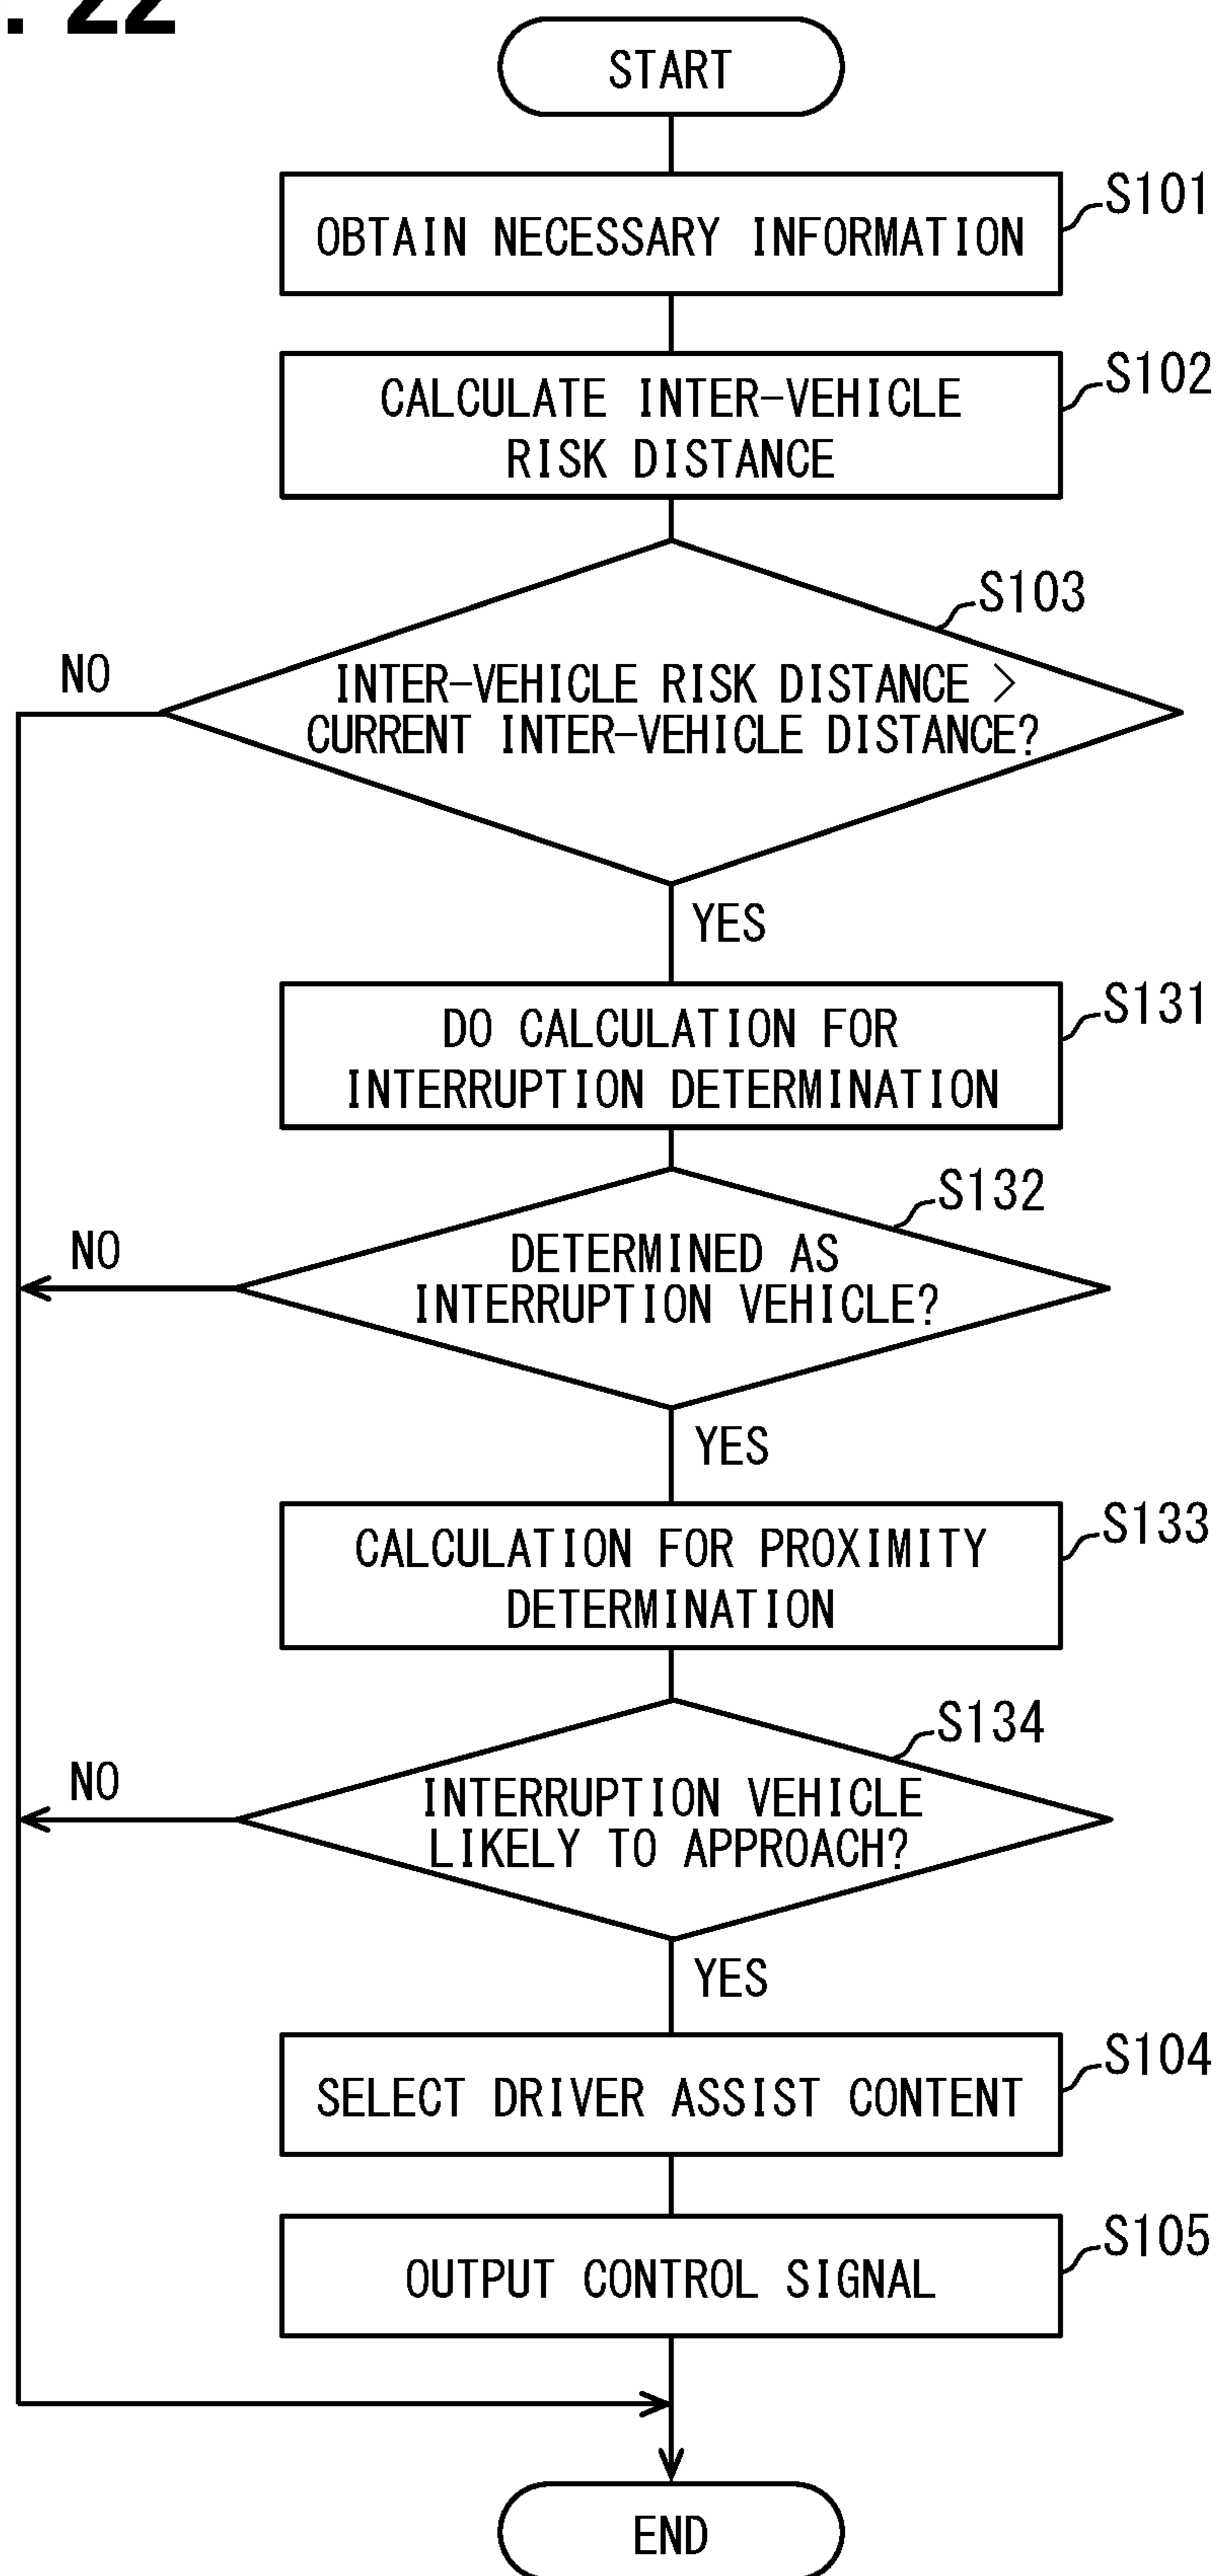 . 22
START
S101
OBTAIN NECESSARY INFORMATION
S102
CALCULATE INTER-VEHICLE
RISK DISTANCE
S103
NO
INTER-VEHICLE RISK DISTANCE >
CURRENT INTER-VEHICLE DISTANCE?
YES
S131
DO CALCULATION FOR
INTERRUPTION DETERMINATION
S132
NO
DETERMINED AS
INTERRUPTION VEHICLE?
YES
S133
CALCULATION FOR PROXIMITY
DETERMINATION
S134
NO
INTERRUPTION VEHICLE
LIKELY TO APPROACH?
YES
S104
SELECT DRIVER ASSIST CONTENT
S105
OUTPUT CONTROL SIGNAL
END